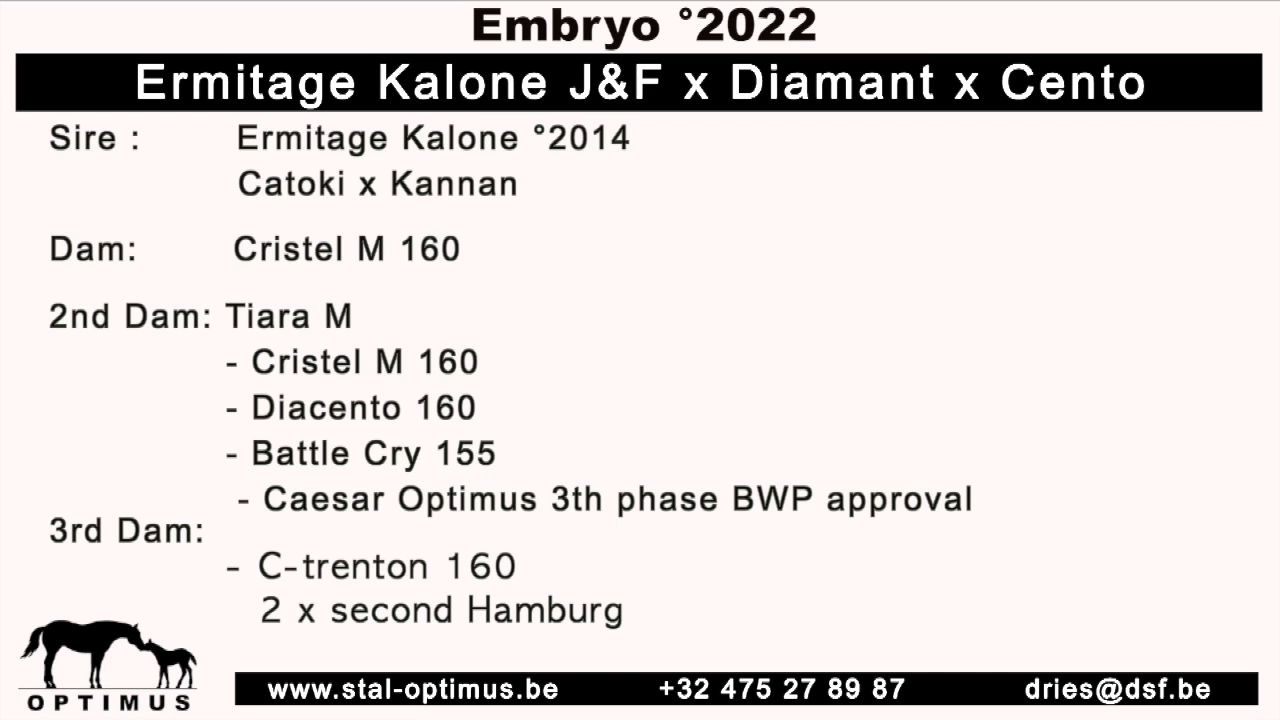 Embryo °2022
Ermitage Kalone J&F x Diamant x Cento
Sire : Ermitage Kalone °2014
Catoki x Kannan
Dam: Cristel M 160
2nd Dam: Tiara M
- Cristel M 160
- Diacento 160
- Battle Cry 155
- Caesar Optimus 3th phase BWP approval
3rd Dam:
- C-trenton 160
2 x second Hamburg
OPTIMUS
www.stal-optimus.be +32 475 27 89 87 dries@dsf.be